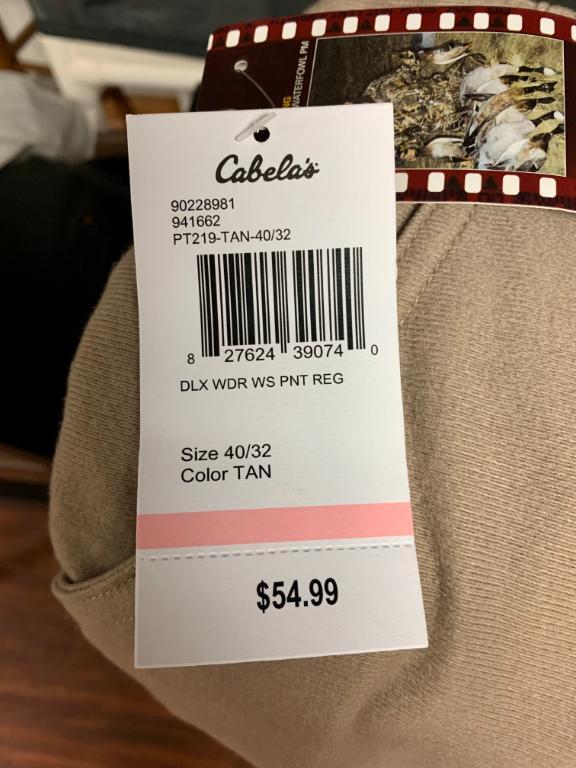 WATERFOWL PM
Cabela's
90228981
941662
PT219-TAN-40/32
8 27624 39074 0
DLX WDR WS PNT REG
Size 40/32
Color TAN
$54.99